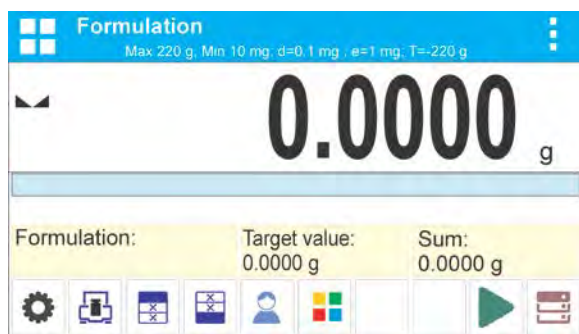 Formulation
Max 220 g; Min 10 mg; d=0.1 mg ; e=1 mg; T=-220 g
0.0000 g
Formulation:
Target value:
Sum:
0.0000 g
0.0000 g